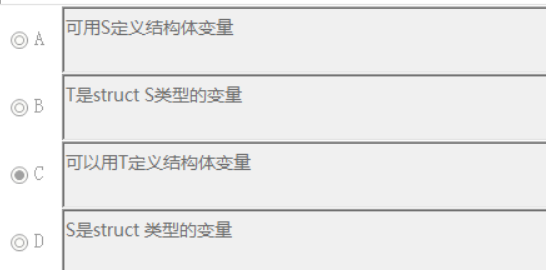 A 可用S定义结构体变量
B T是struct S类型的变量
C 可以用T定义结构体变量
D S是struct 类型的变量